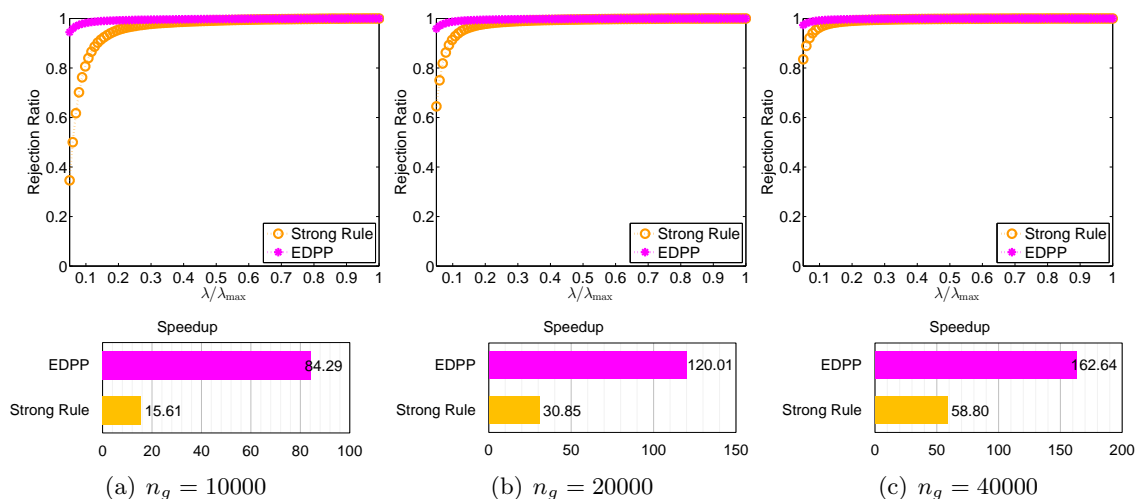 1
0.8
0.6
0.4
0.2
0
Rejection Ratio
Strong Rule
EDPP
0.1 0.2 0.3 0.4 0.5 0.6 0.7 0.8 0.9 1
λ/λmax
1
0.8
0.6
0.4
0.2
0
Rejection Ratio
Strong Rule
EDPP
0.1 0.2 0.3 0.4 0.5 0.6 0.7 0.8 0.9 1
λ/λmax
1
0.8
0.6
0.4
0.2
0
Rejection Ratio
Strong Rule
EDPP
0.1 0.2 0.3 0.4 0.5 0.6 0.7 0.8 0.9 1
λ/λmax
Speedup
EDPP 84.29
Strong Rule 15.61
0 20 40 60 80 100
(a) ng = 10000
Speedup
EDPP 120.01
Strong Rule 30.85
0 50 100 150
(b) ng = 20000
Speedup
EDPP 162.64
Strong Rule 58.80
0 50 100 150 200
(c) ng = 40000